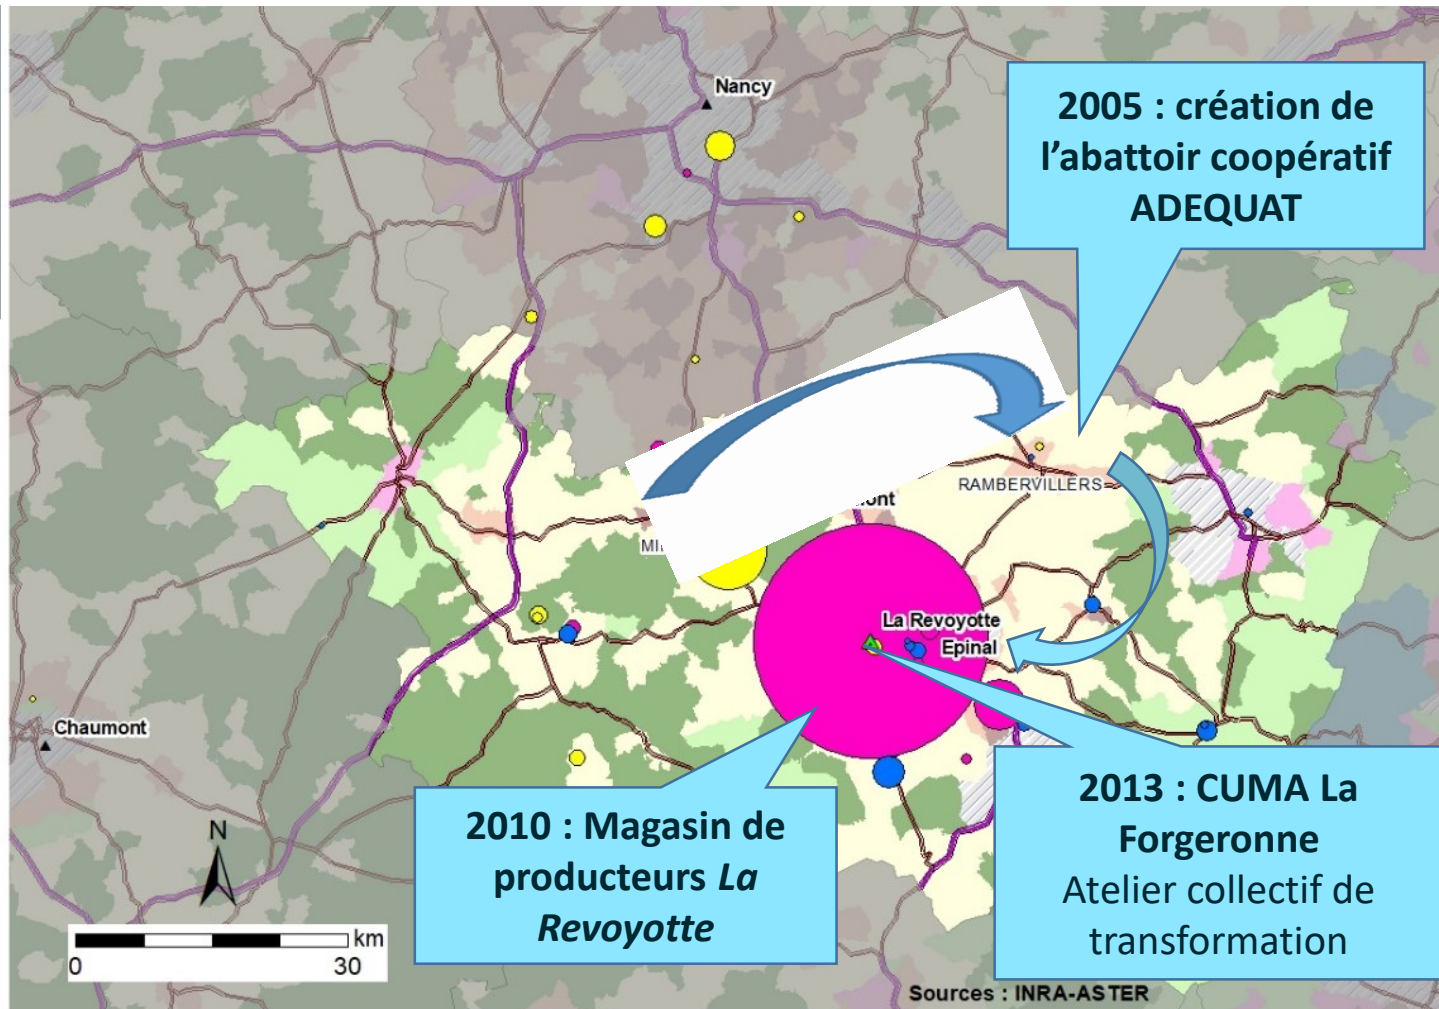 Nancy
2005 : création de
l’abattoir coopératif
ADEQUAT
RAMBERVILLERS
La Revoyotte
Epinal
Chaumont
2010 : Magasin de
producteurs La
Revoyotte
2013 : CUMA La
Forgeronne
Atelier collectif de
transformation
N
km
0 30
Sources : INRA-ASTER